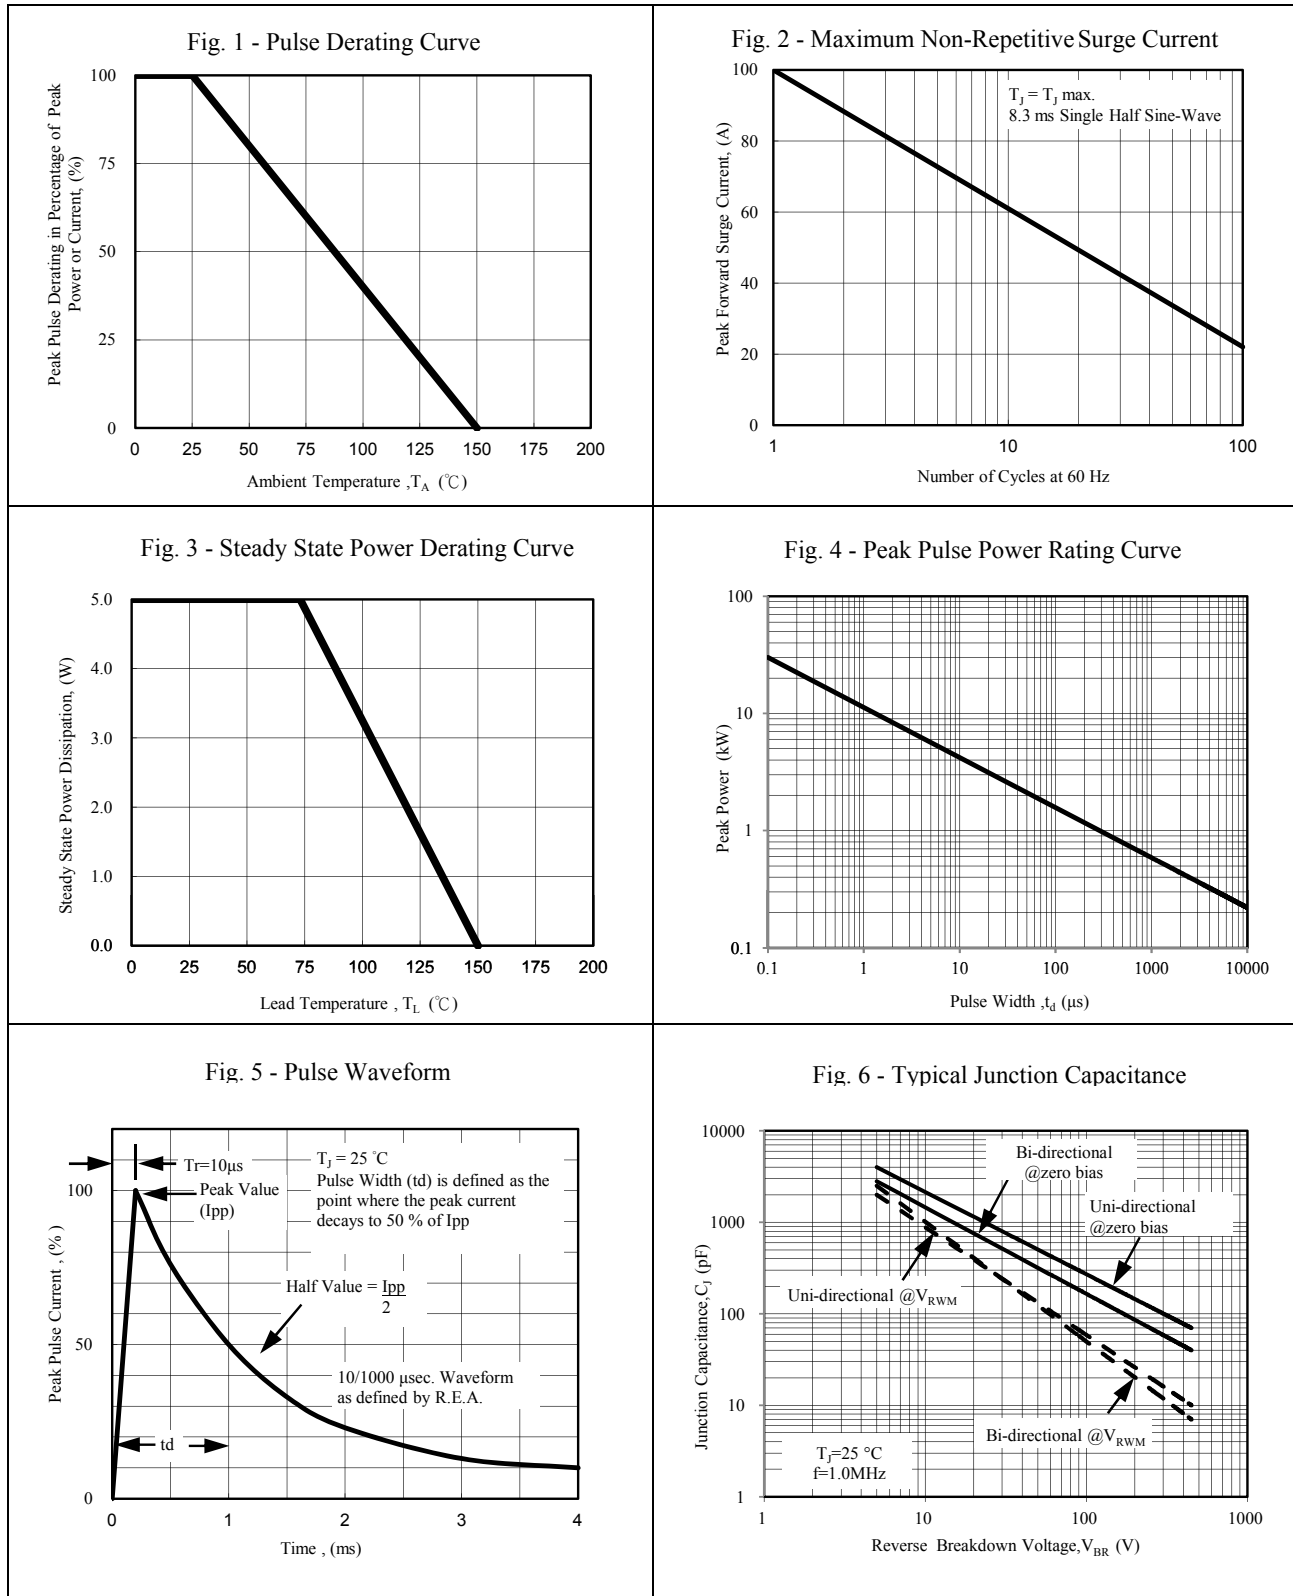 Fig. 1 - Pulse Derating Curve
Peak Pulse Derating in Percentage of Peak
Power or Current, (%)
100
75
50
25
0
0 25 50 75 100 125 150 175 200
Ambient Temperature ,TA (℃)
Fig. 2 - Maximum Non-Repetitive Surge Current
TJ = TJ max.
8.3 ms Single Half Sine-Wave
Peak Forward Surge Current, (A)
100
80
60
40
20
0
1 10 100
Number of Cycles at 60 Hz
Fig. 3 - Steady State Power Derating Curve
Steady State Power Dissipation, (W)
5.0
4.0
3.0
2.0
1.0
0.0
0 25 50 75 100 125 150 175 200
Lead Temperature , TL (℃)
Fig. 4 - Peak Pulse Power Rating Curve
Peak Power (kW)
100
10
1
0.1
0.1 1 10 100 1000 10000
Pulse Width ,td (μs)
Fig. 5 - Pulse Waveform
Tr=10μs
Peak Value
(Ipp)
TJ = 25 °C
Pulse Width (td) is defined as the
point where the peak current
decays to 50 % of Ipp
Half Value = Ipp
2
10/1000 μsec. Waveform
as defined by R.E.A.
td
Peak Pulse Current , (%)
100
50
0
0 1 2 3 4
Time , (ms)
Fig. 6 - Typical Junction Capacitance
Bi-directional
@zero bias
Uni-directional
@zero bias
Uni-directional @VRWM
Bi-directional @VRWM
TJ=25 °C
f=1.0MHz
Junction Capacitance,CJ (pF)
10000
1000
100
10
1
1 10 100 1000
Reverse Breakdown Voltage,VBR (V)